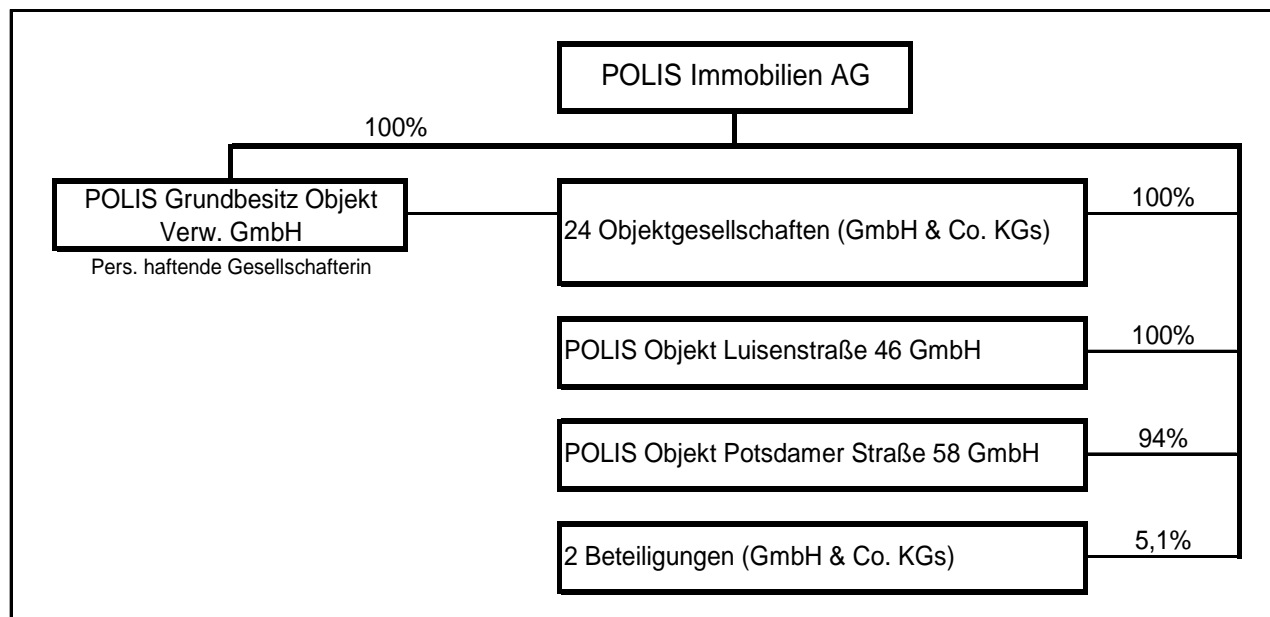 POLIS Immobilien AG
100%
POLIS Grundbesitz Objekt
Verw. GmbH
Pers. haftende Gesellschafterin
24 Objektgesellschaften (GmbH & Co. KGs)
100%
POLIS Objekt Luisenstraße 46 GmbH
100%
POLIS Objekt Potsdamer Straße 58 GmbH
94%
2 Beteiligungen (GmbH & Co. KGs)
5,1%